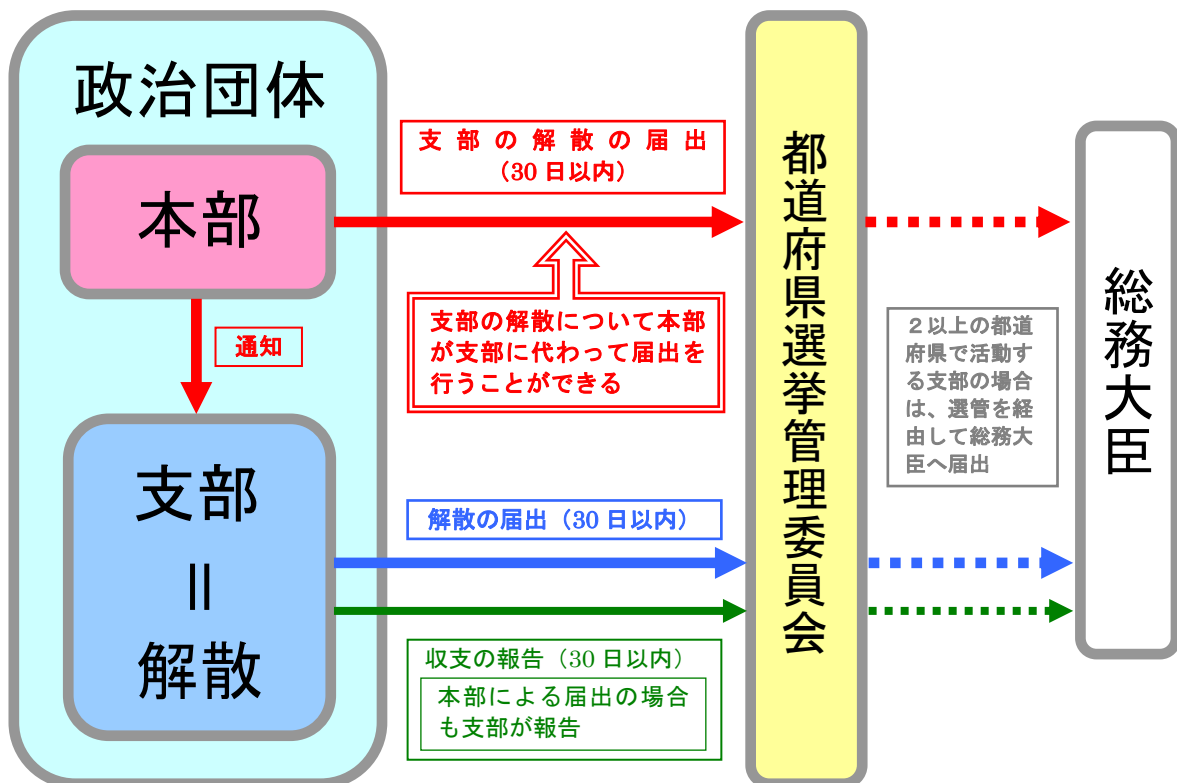 政治団体
本部
通知
支部
＝
解散
支部の解散の届出
（30日以内）
支部の解散について本部
が支部に代わって届出を
行うことができる
解散の届出（30日以内）
収支の報告（30日以内）
本部による届出の場合
も支部が報告
都道府県選挙管理委員会
２以上の都道
府県で活動す
る支部の場合
は、選管を経
由して総務大
臣へ届出
総務大臣